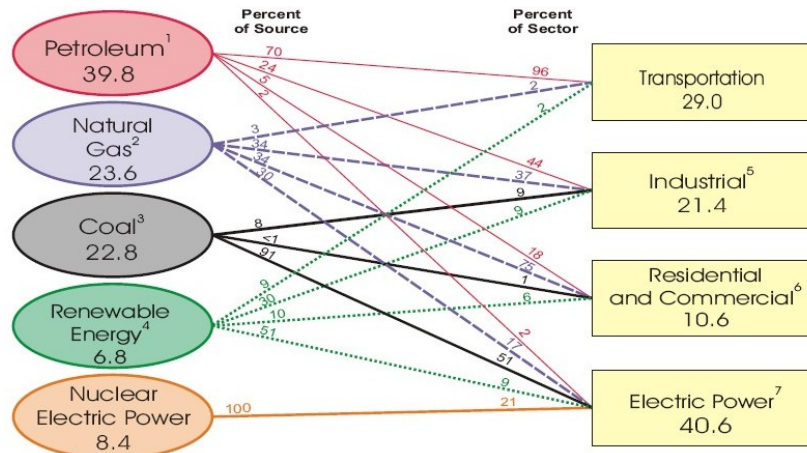 Percent
of Source
Percent
of Sector
Petroleum¹
39.8
Natural
Gas²
23.6
Coal³
22.8
Renewable
Energy⁴
6.8
Nuclear
Electric Power
8.4
70
24
5
2
3
34
34
30
8
<1
91
9
30
10
51
100
96
2
2
44
37
9
9
18
75
1
6
2
17
51
9
21
Transportation
29.0
Industrial⁵
21.4
Residential
and Commercial⁶
10.6
Electric Power⁷
40.6